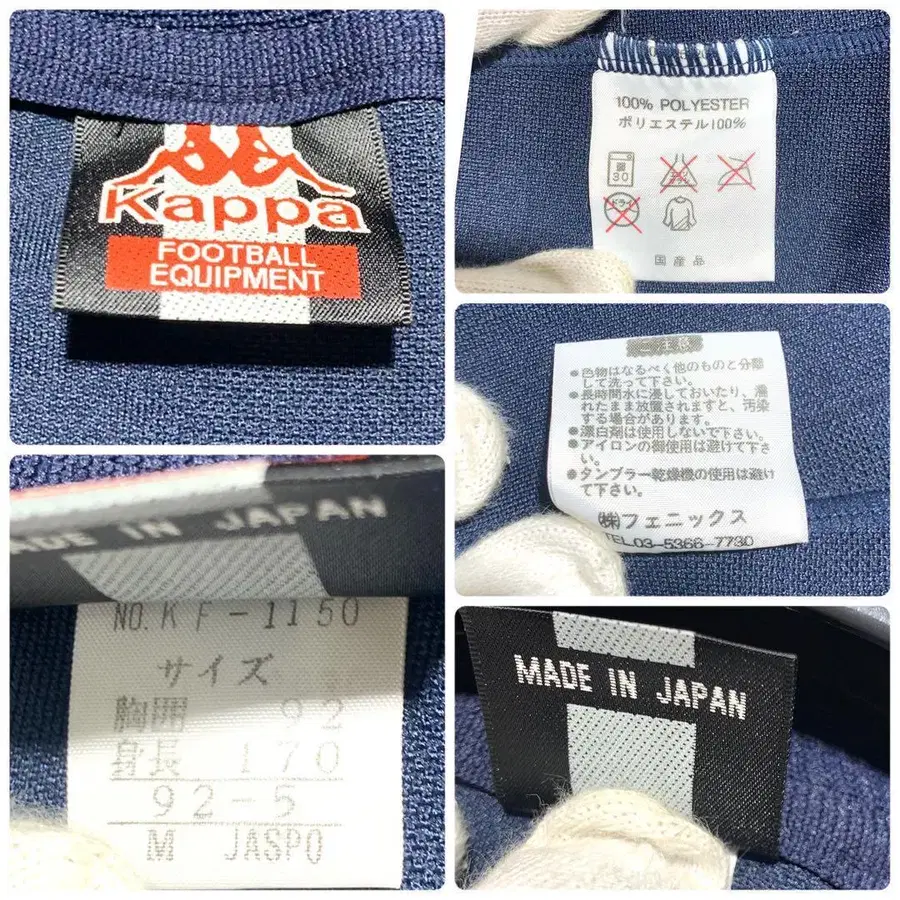 Kappa
FOOTBALL
EQUIPMENT
100% POLYESTER
ポリエステル100%
30
ドライ
国産品
ご注意
●色物はなるべく他のものと分離
して洗って下さい。
●長時間水に浸しておいたり、濡
れたまま放置されますと、汚染
する場合があります。
●漂白剤は使用しないで下さい。
●アイロンの御使用は避けて下
さい。
●タンブラー乾燥機の使用は避け
て下さい。
㈱フェニックス
TEL.03-5366-7730
MADE IN JAPAN
NO.KF-1150
サイズ
胸囲 92
身長 170
92-5
M JASPO
MADE IN JAPAN